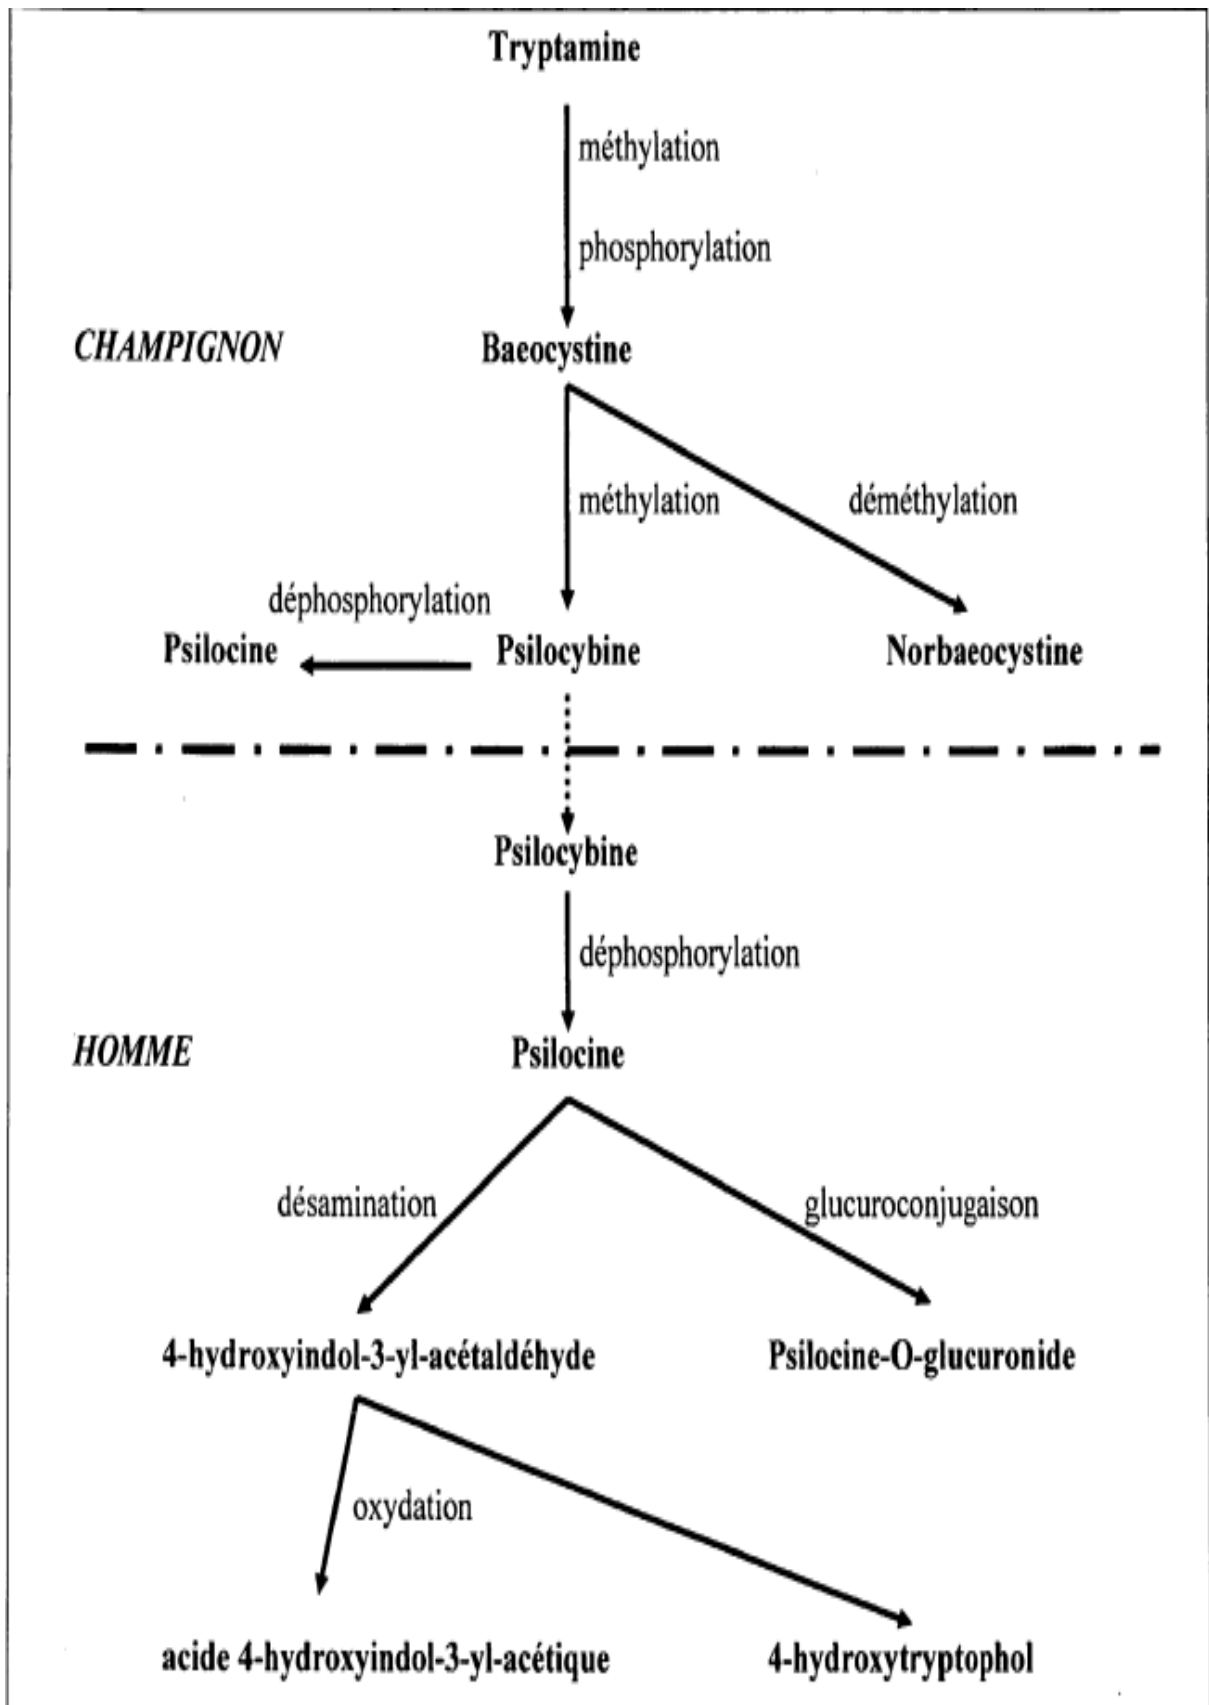 Tryptamine
méthylation
phosphorylation
CHAMPIGNON
Baeocystine
méthylation
déméthylation
déphosphorylation
Psilocine
Psilocybine
Norbaeocystine
Psilocybine
déphosphorylation
HOMME
Psilocine
désamination
glucuroconjugaison
4-hydroxyindol-3-yl-acétaldéhyde
Psilocine-O-glucuronide
oxydation
acide 4-hydroxyindol-3-yl-acétique
4-hydroxytryptophol